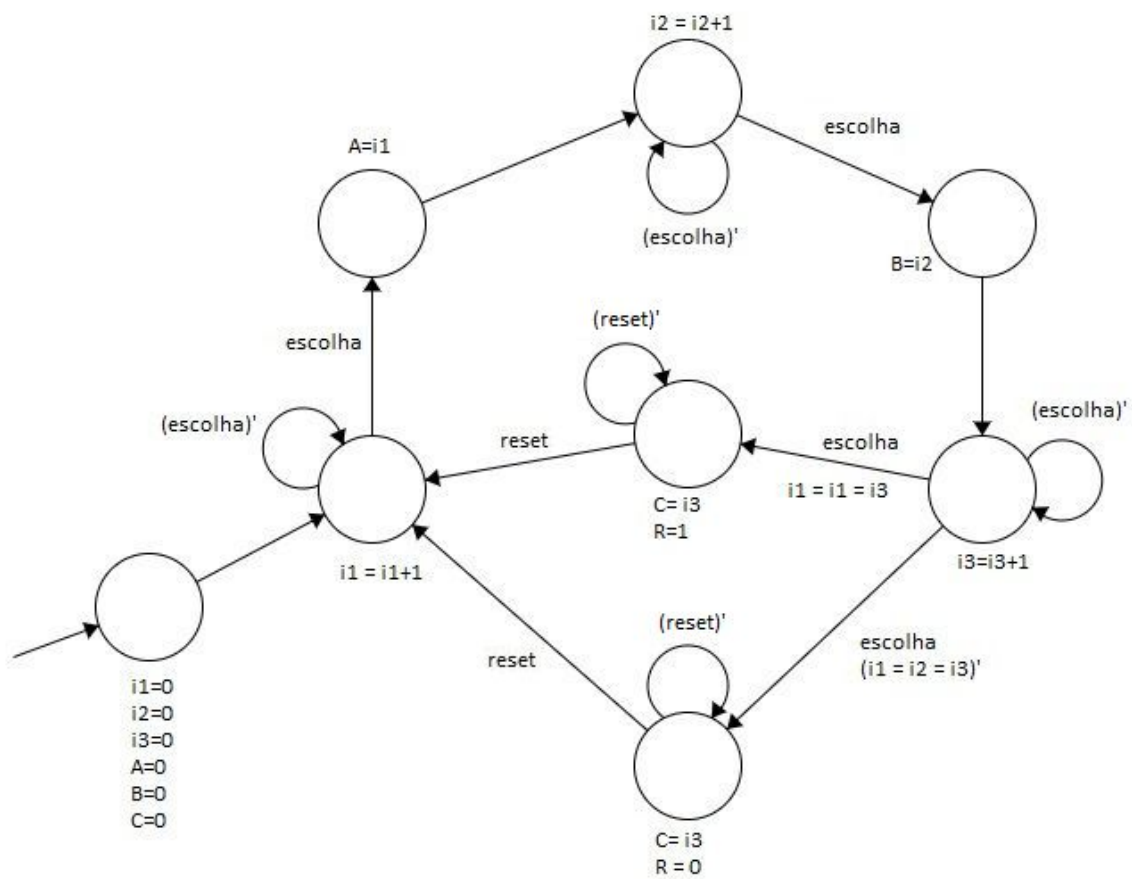 i2 = i2+1
escolha
A=i1
(escolha)'
B=i2
(reset)'
escolha
(escolha)'
(escolha)'
reset
escolha
i1 = i1 = i3
C= i3
R=1
i3=i3+1
i1 = i1+1
(reset)'
escolha
(i1 = i2 = i3)'
reset
i1=0
i2=0
i3=0
A=0
B=0
C=0
C= i3
R = 0